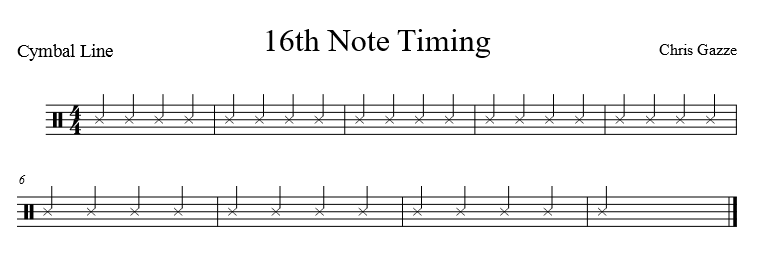 16th Note Timing
Cymbal Line
Chris Gazze
4
4
6